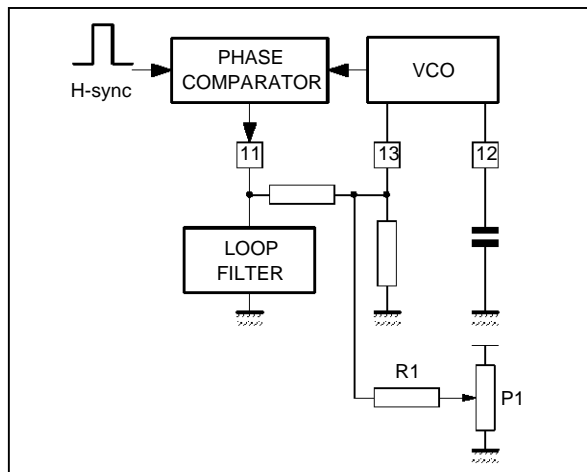 H-sync
PHASE
COMPARATOR
VCO
11
13
12
LOOP
FILTER
R1
P1